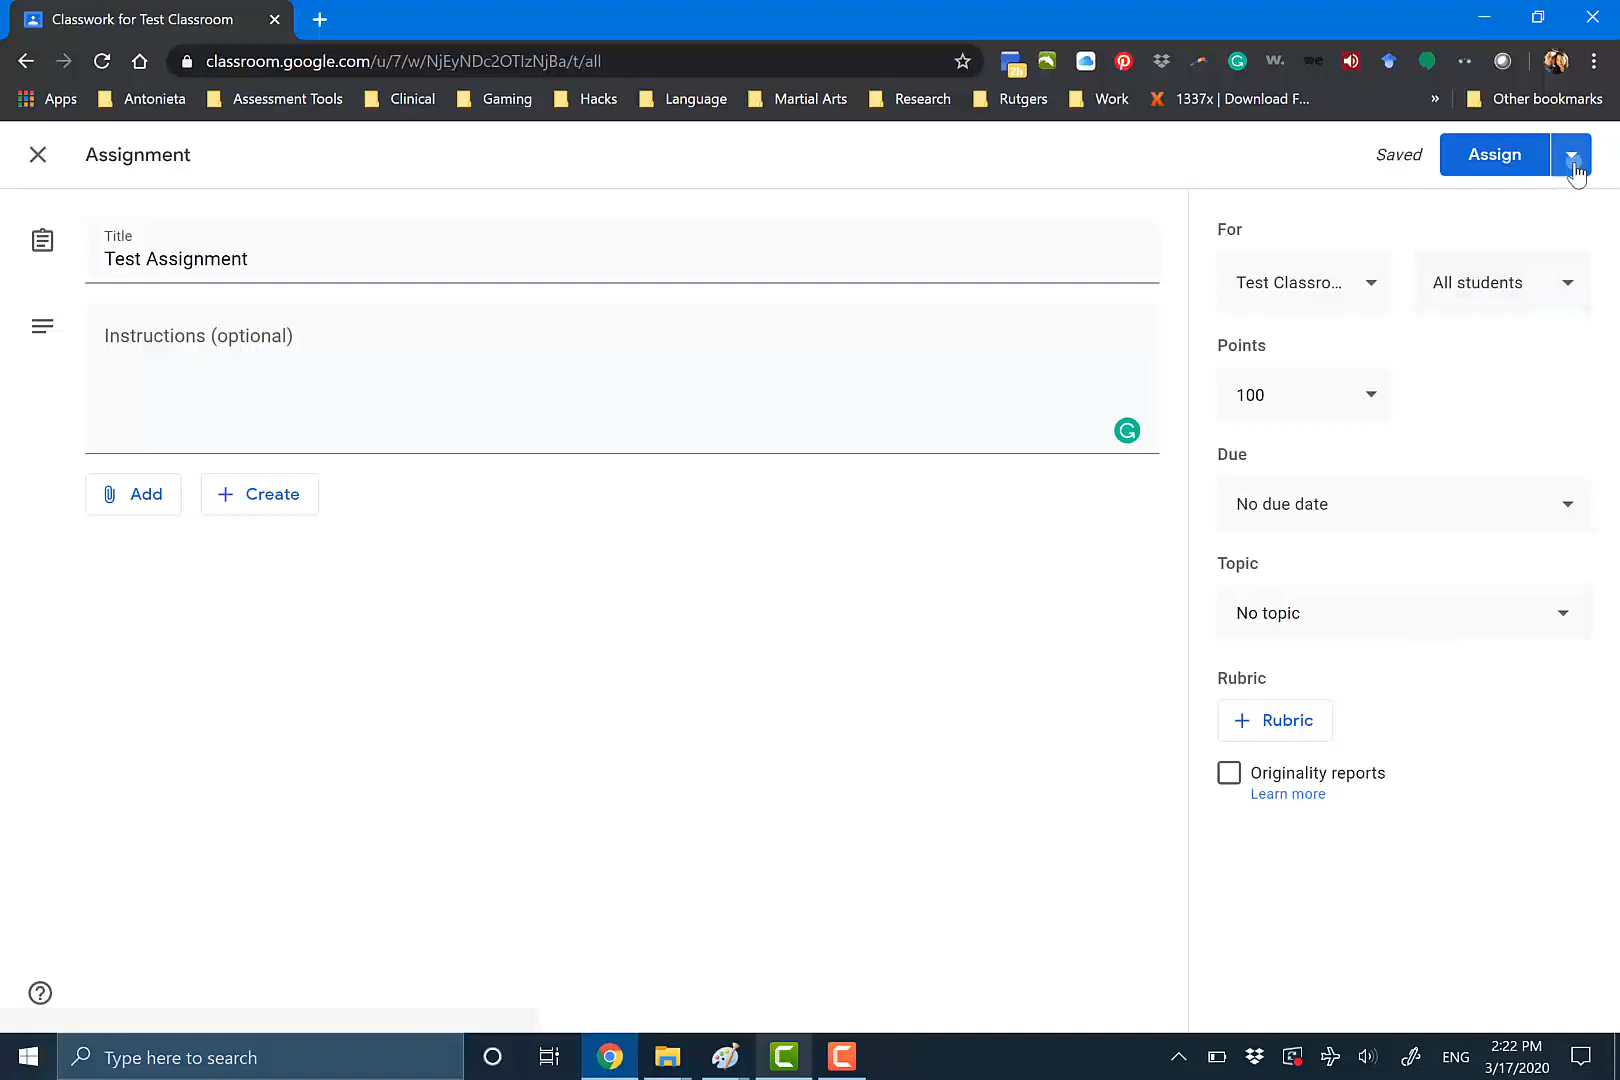 Classwork for Test Classroom
classroom.google.com/u/7/w/NjEyNDc2OTIzNjBa/t/all
2h
Apps Antonieta Assessment Tools Clinical Gaming Hacks Language Martial Arts Research Rutgers Work 1337x | Download F... » Other bookmarks
Assignment
Saved
Assign
Title
Test Assignment
Instructions (optional)
Add
Create
For
Test Classro...
All students
Points
100
Due
No due date
Topic
No topic
Rubric
Rubric
Originality reports
Learn more
Type here to search
ENG
2:22 PM
3/17/2020